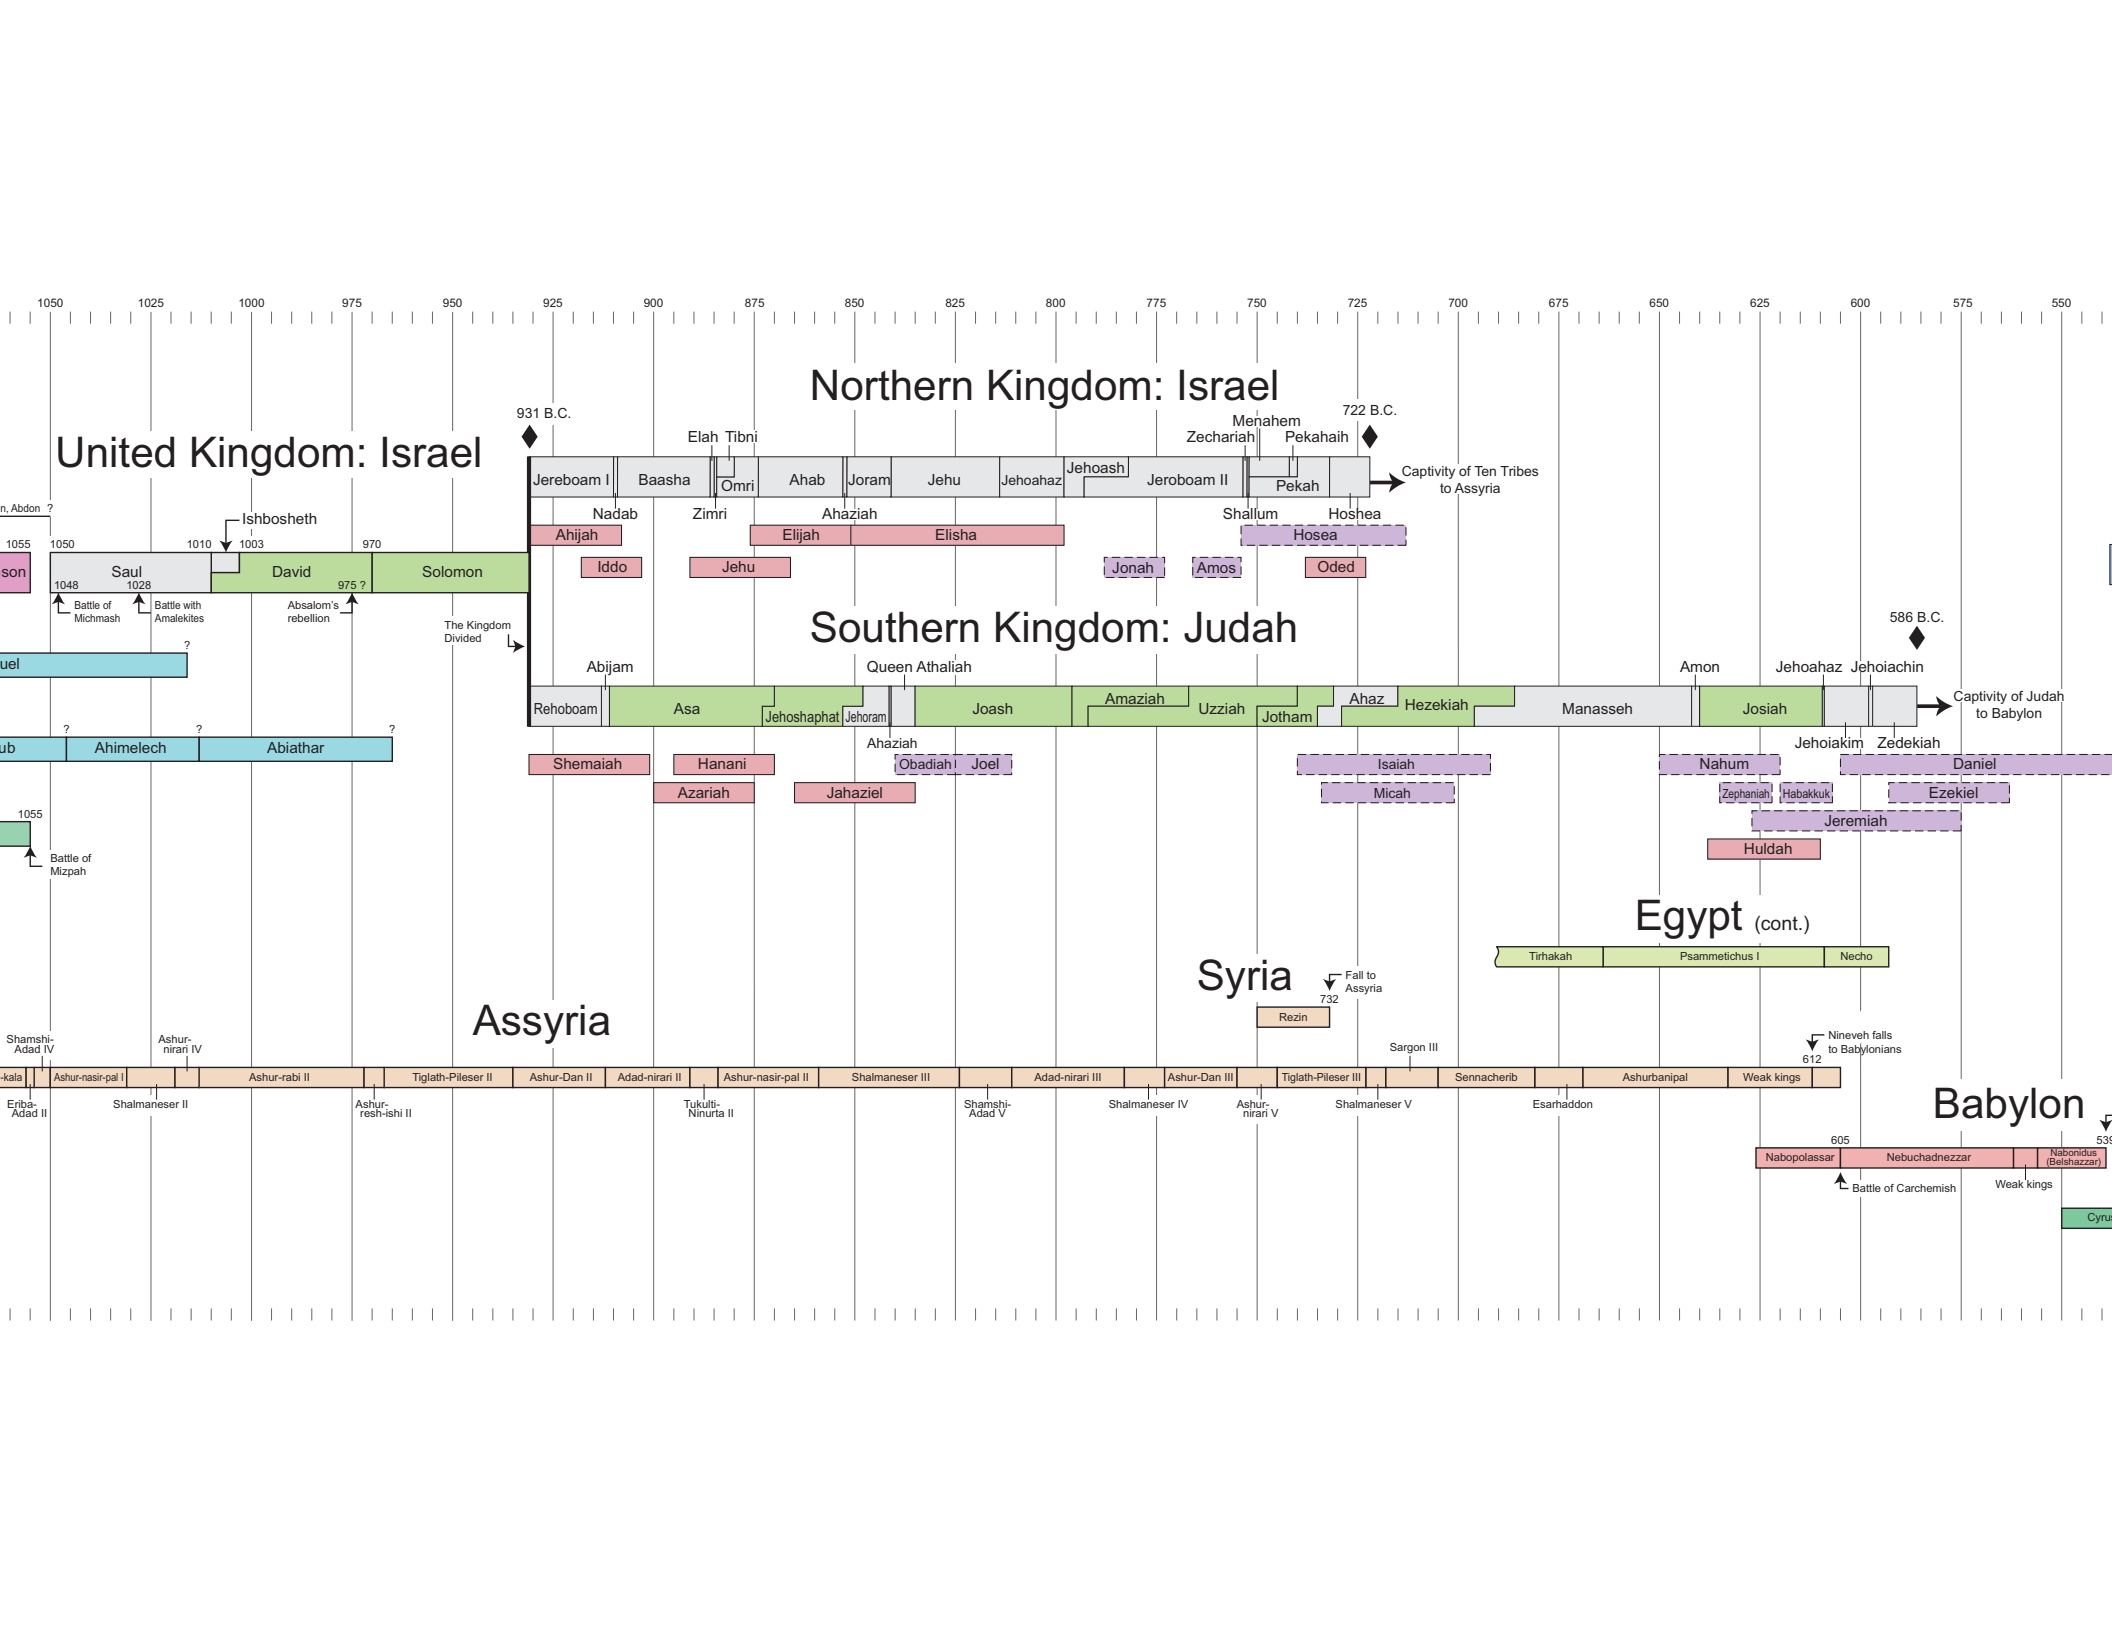 1050 1025 1000 975 950 925 900 875 850 825 800 775 750 725 700 675 650 625 600 575 550
Northern Kingdom: Israel
931 B.C.
722 B.C.
United Kingdom: Israel
Menahem
Elah Tibni
Zechariah Pekahaiah
Jereboam I Baasha Omri Ahab Joram Jehu Jehoahaz Jehoash Jeroboam II Pekah
Captivity of Ten Tribes
to Assyria
Nadab Zimri Ahaziah Shallum Hoshea
n, Abdon ?
Ishbosheth
Ahijah Elijah Elisha Hosea
Iddo Jehu Jonah Amos Oded
1055 1050 1010 1003 970
son Saul David Solomon
1048 1028 975 ?
Battle of
Michmash
Battle with
Amalekites
Absalom's
rebellion
The Kingdom
Divided
Southern Kingdom: Judah
586 B.C.
?
uel
Abijam Queen Athaliah Amon Jehoahaz Jehoiachin
Rehoboam Asa Jehoshaphat Jehoram Joash Amaziah Uzziah Jotham Ahaz Hezekiah Manasseh Josiah
Captivity of Judah
to Babylon
Ahaziah Jehoiakim Zedekiah
? ? ?
ub Ahimelech Abiathar
Shemaiah Hanani Obadiah Joel Isaiah Nahum Daniel
Azariah Jahaziel Micah Zephaniah Habakkuk Ezekiel
Jeremiah
Huldah
1055
Battle of
Mizpah
Egypt (cont.)
Tirhakah Psammetichus I Necho
Syria
Fall to
Assyria
732
Rezin
Assyria
Shamshi-
Adad IV
Ashur-
nirari IV
Sargon III
Nineveh falls
to Babylonians
612
-kala Ashur-nasir-pal I Ashur-rabi II Tiglath-Pileser II Ashur-Dan II Adad-nirari II Ashur-nasir-pal II Shalmaneser III Adad-nirari III Ashur-Dan III Tiglath-Pileser III Sennacherib Ashurbanipal Weak kings
Eriba-
Adad II
Shalmaneser II
Ashur-
resh-ishi II
Tukulti-
Ninurta II
Shamshi-
Adad V
Shalmaneser IV
Ashur-
nirari V
Shalmaneser V
Esarhaddon
Babylon
605 539
Nabopolassar Nebuchadnezzar Nabonidus
(Belshazzar)
Battle of Carchemish
Weak kings
Cyrus